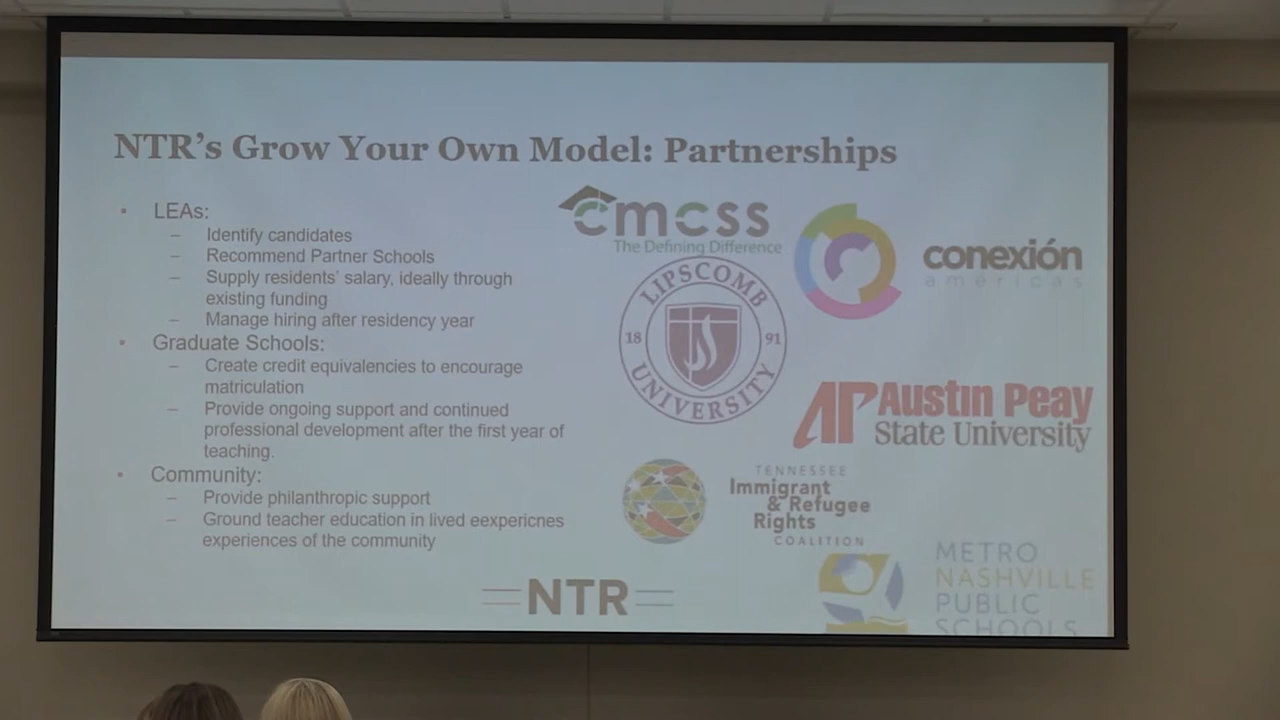 NTR's Grow Your Own Model: Partnerships
▪ LEAs:
– Identify candidates
– Recommend Partner Schools
– Supply residents' salary, ideally through
existing funding
– Manage hiring after residency year
▪ Graduate Schools:
– Create credit equivalencies to encourage
matriculation
– Provide ongoing support and continued
professional development after the first year of
teaching.
▪ Community:
– Provide philanthropic support
– Ground teacher education in lived eexpericnes
experiences of the community
cmcss
The Defining Difference
conexión
américas
LIPSCOMB
18 91
UNIVERSITY
AP Austin Peay
State University
TENNESSEE
Immigrant
& Refugee
Rights
COALITION
METRO
NASHVILLE
PUBLIC
SCHOOLS
NTR